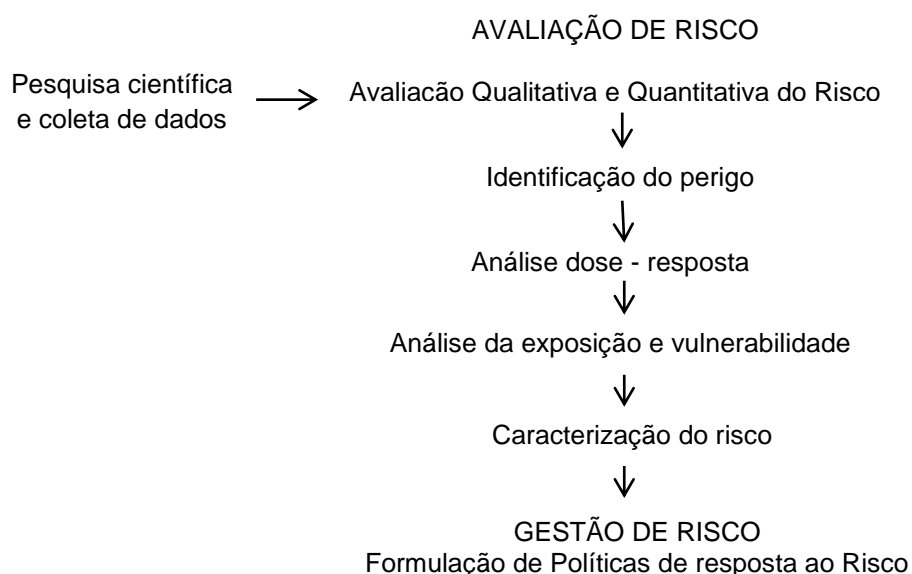 AVALIAÇÃO DE RISCO
Pesquisa científica
e coleta de dados
Avaliacão Qualitativa e Quantitativa do Risco
Identificação do perigo
Análise dose - resposta
Análise da exposição e vulnerabilidade
Caracterização do risco
GESTÃO DE RISCO
Formulação de Políticas de resposta ao Risco